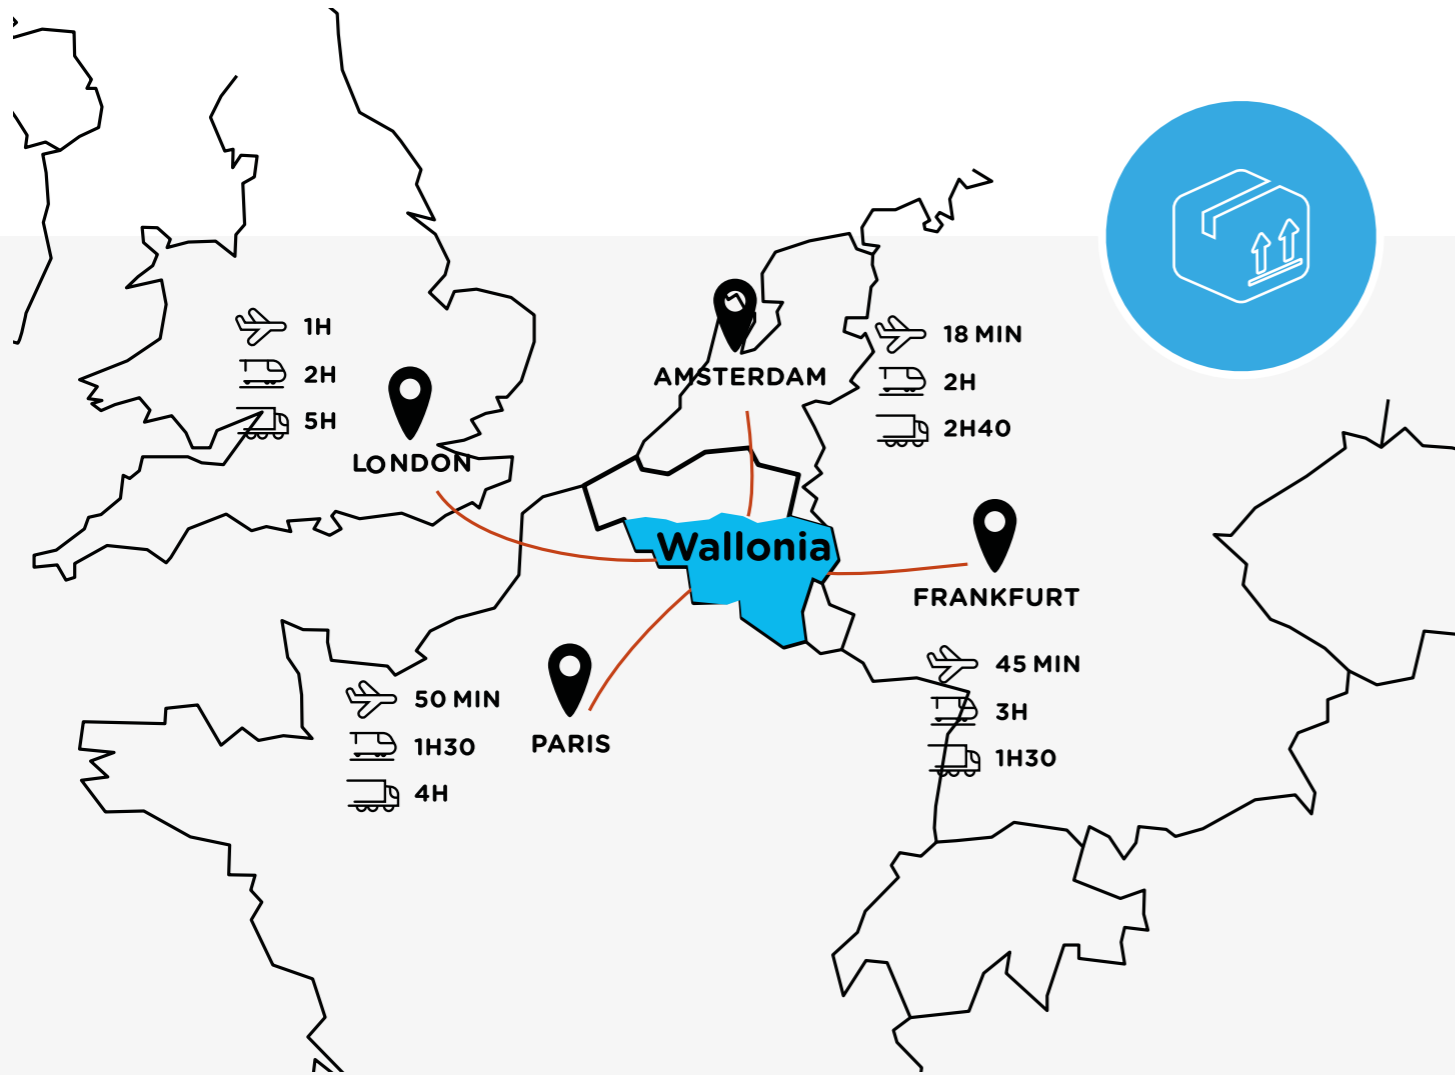 1H
2H
5H
LONDON
AMSTERDAM
18 MIN
2H
2H40
Wallonia
FRANKFURT
45 MIN
3H
1H30
50 MIN
1H30
4H
PARIS